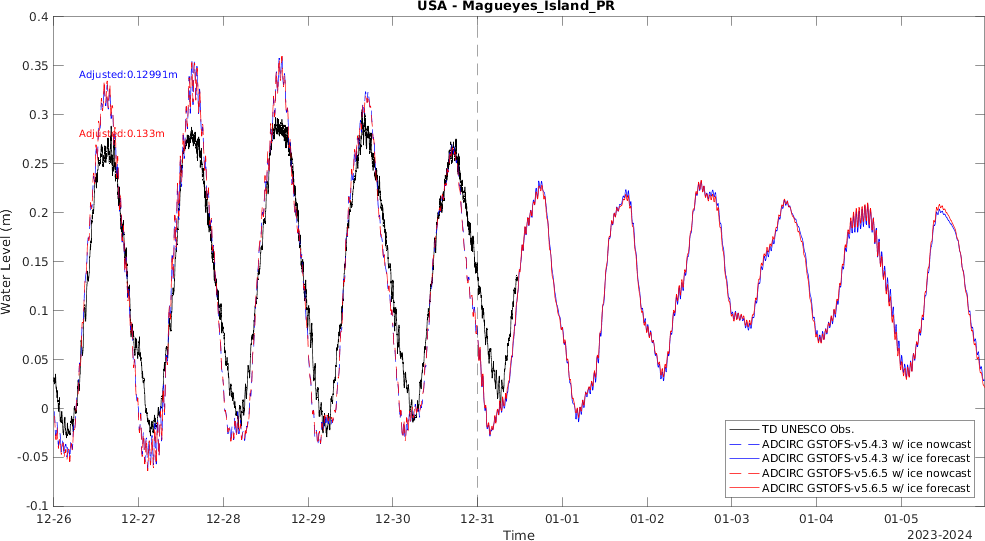 USA - Magueyes_Island_PR
0.4
0.35
0.3
0.25
0.2
0.15
0.1
0.05
0
-0.05
-0.1
Water Level (m)
Adjusted:0.12991m
Adjusted:0.133m
TD UNESCO Obs.
ADCIRC GSTOFS-v5.4.3 w/ ice nowcast
ADCIRC GSTOFS-v5.4.3 w/ ice forecast
ADCIRC GSTOFS-v5.6.5 w/ ice nowcast
ADCIRC GSTOFS-v5.6.5 w/ ice forecast
12-26 12-27 12-28 12-29 12-30 12-31 01-01 01-02 01-03 01-04 01-05
Time
2023-2024